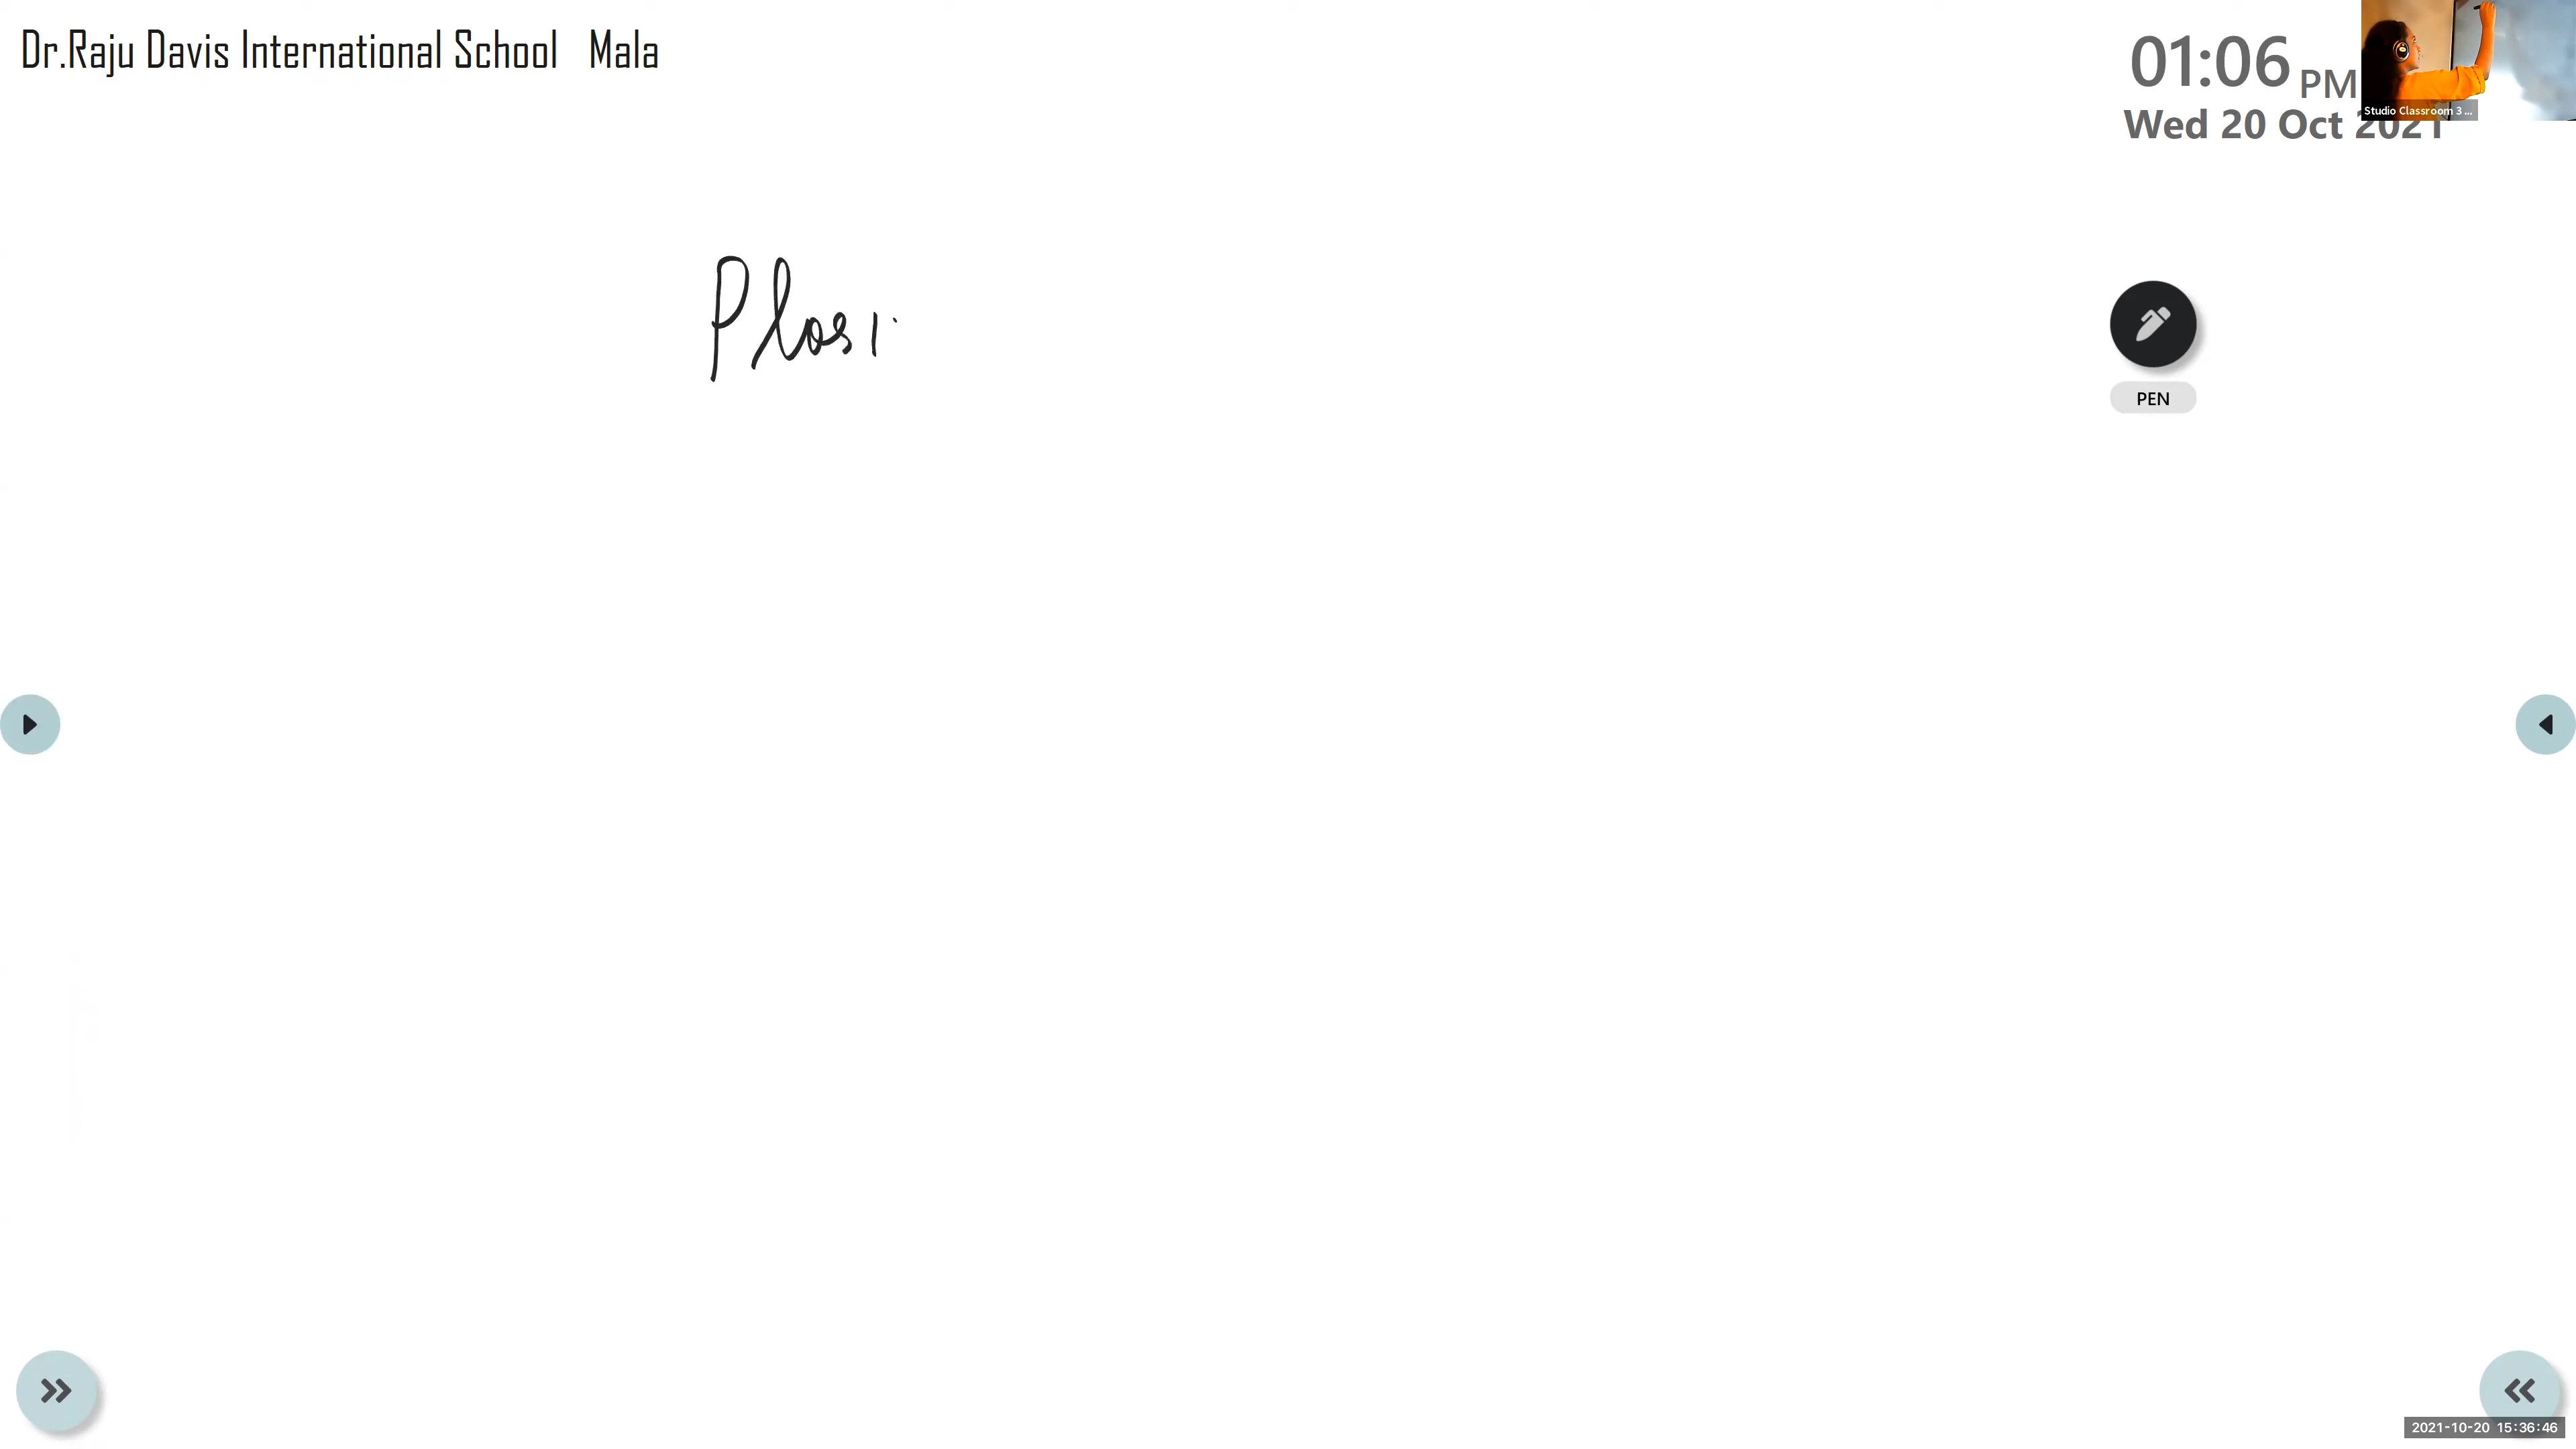 Dr.Raju Davis International School Mala
01:06 PM
Wed 20 Oct 2021
Studio Classroom 3 ...
Plosi
PEN
2021-10-20 15:36:46